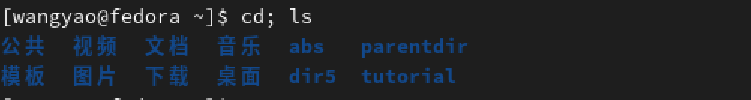 [wangyao@fedora ~]$ cd; ls
公共 视频 文档 音乐 abs parentdir
模板 图片 下载 桌面 dir5 tutorial